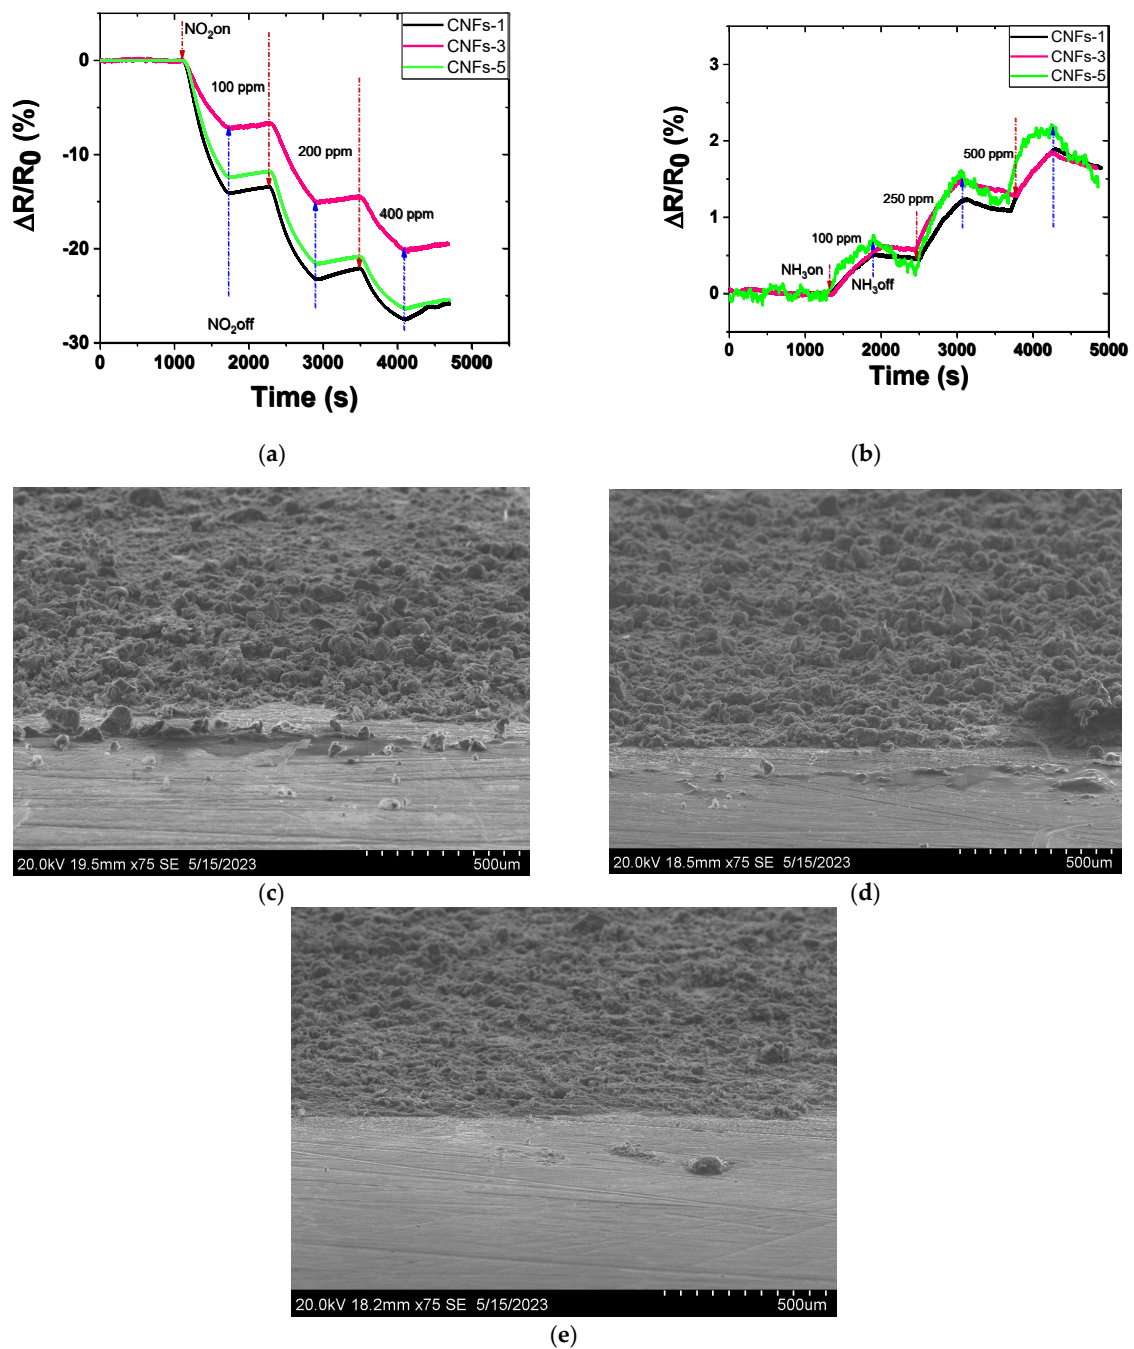 NO₂on
CNFs-1
CNFs-3
CNFs-5
100 ppm
200 ppm
400 ppm
NO₂off
0
-10
-20
-30
ΔR/R0 (%)
0 1000 2000 3000 4000 5000
Time (s)
(a)
CNFs-1
CNFs-3
CNFs-5
500 ppm
250 ppm
100 ppm
NH₃on
NH₃off
3
2
1
0
ΔR/R0 (%)
0 1000 2000 3000 4000 5000
Time (s)
(b)
20.0kV 19.5mm x75 SE 5/15/2023 500um
(c)
20.0kV 18.5mm x75 SE 5/15/2023 500um
(d)
20.0kV 18.2mm x75 SE 5/15/2023 500um
(e)